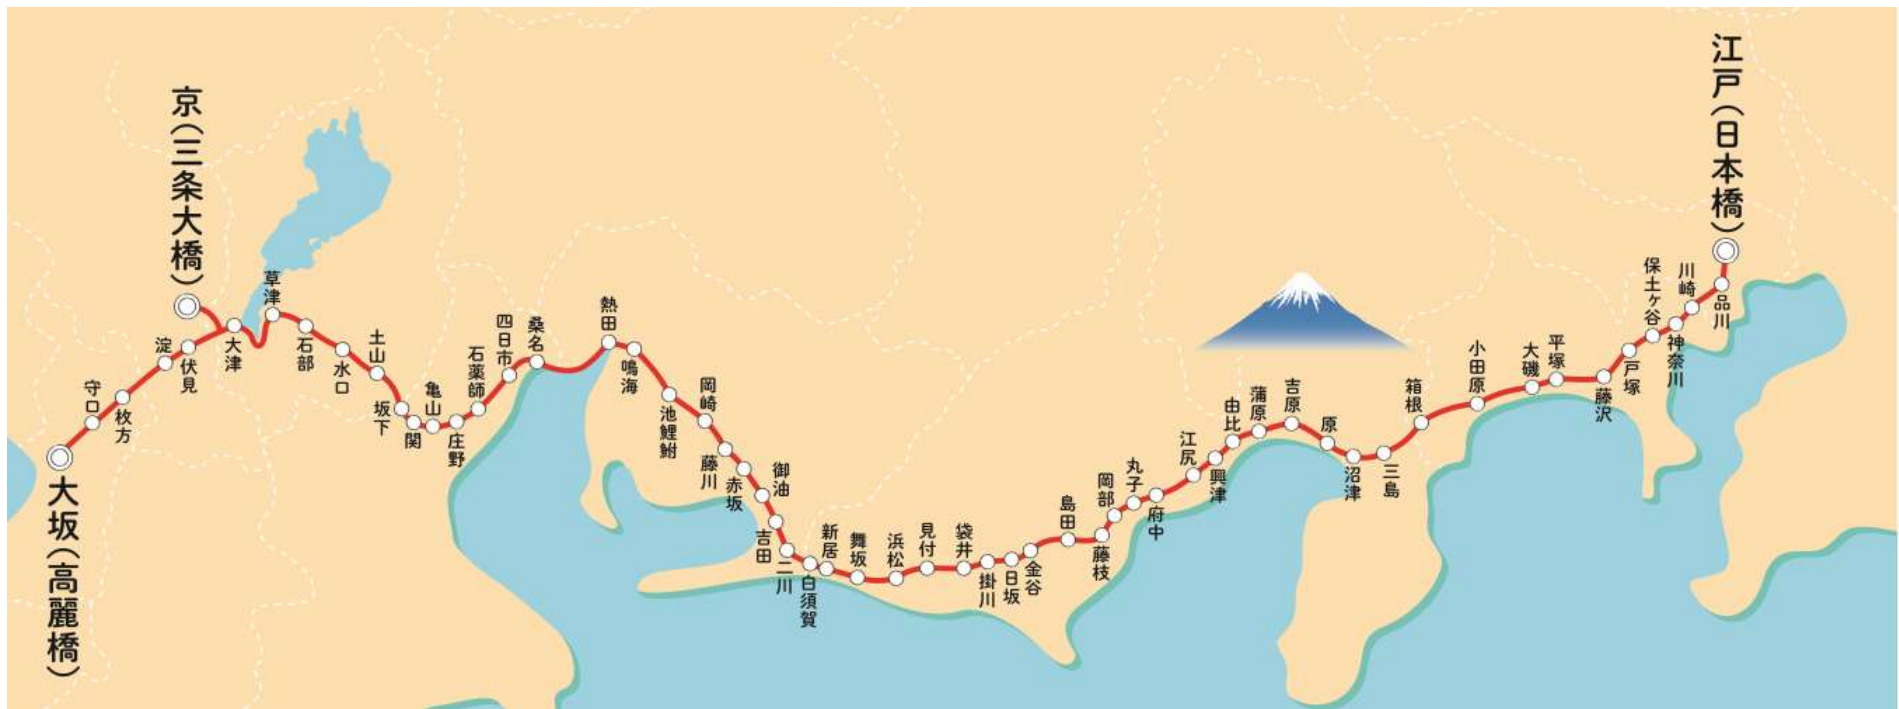 江戸(日本橋)
品川
川崎
神奈川
保土ヶ谷
戸塚
藤沢
平塚
大磯
小田原
箱根
三島
沼津
原
吉原
蒲原
由比
興津
江尻
府中
丸子
岡部
藤枝
島田
金谷
日坂
掛川
袋井
見付
浜松
舞坂
新居
白須賀
二川
吉田
御油
赤坂
藤川
岡崎
池鯉鮒
鳴海
熱田
桑名
四日市
石薬師
庄野
亀山
関
坂下
土山
水口
石部
草津
大津
京(三条大橋)
伏見
淀
枚方
守口
大坂(高麗橋)